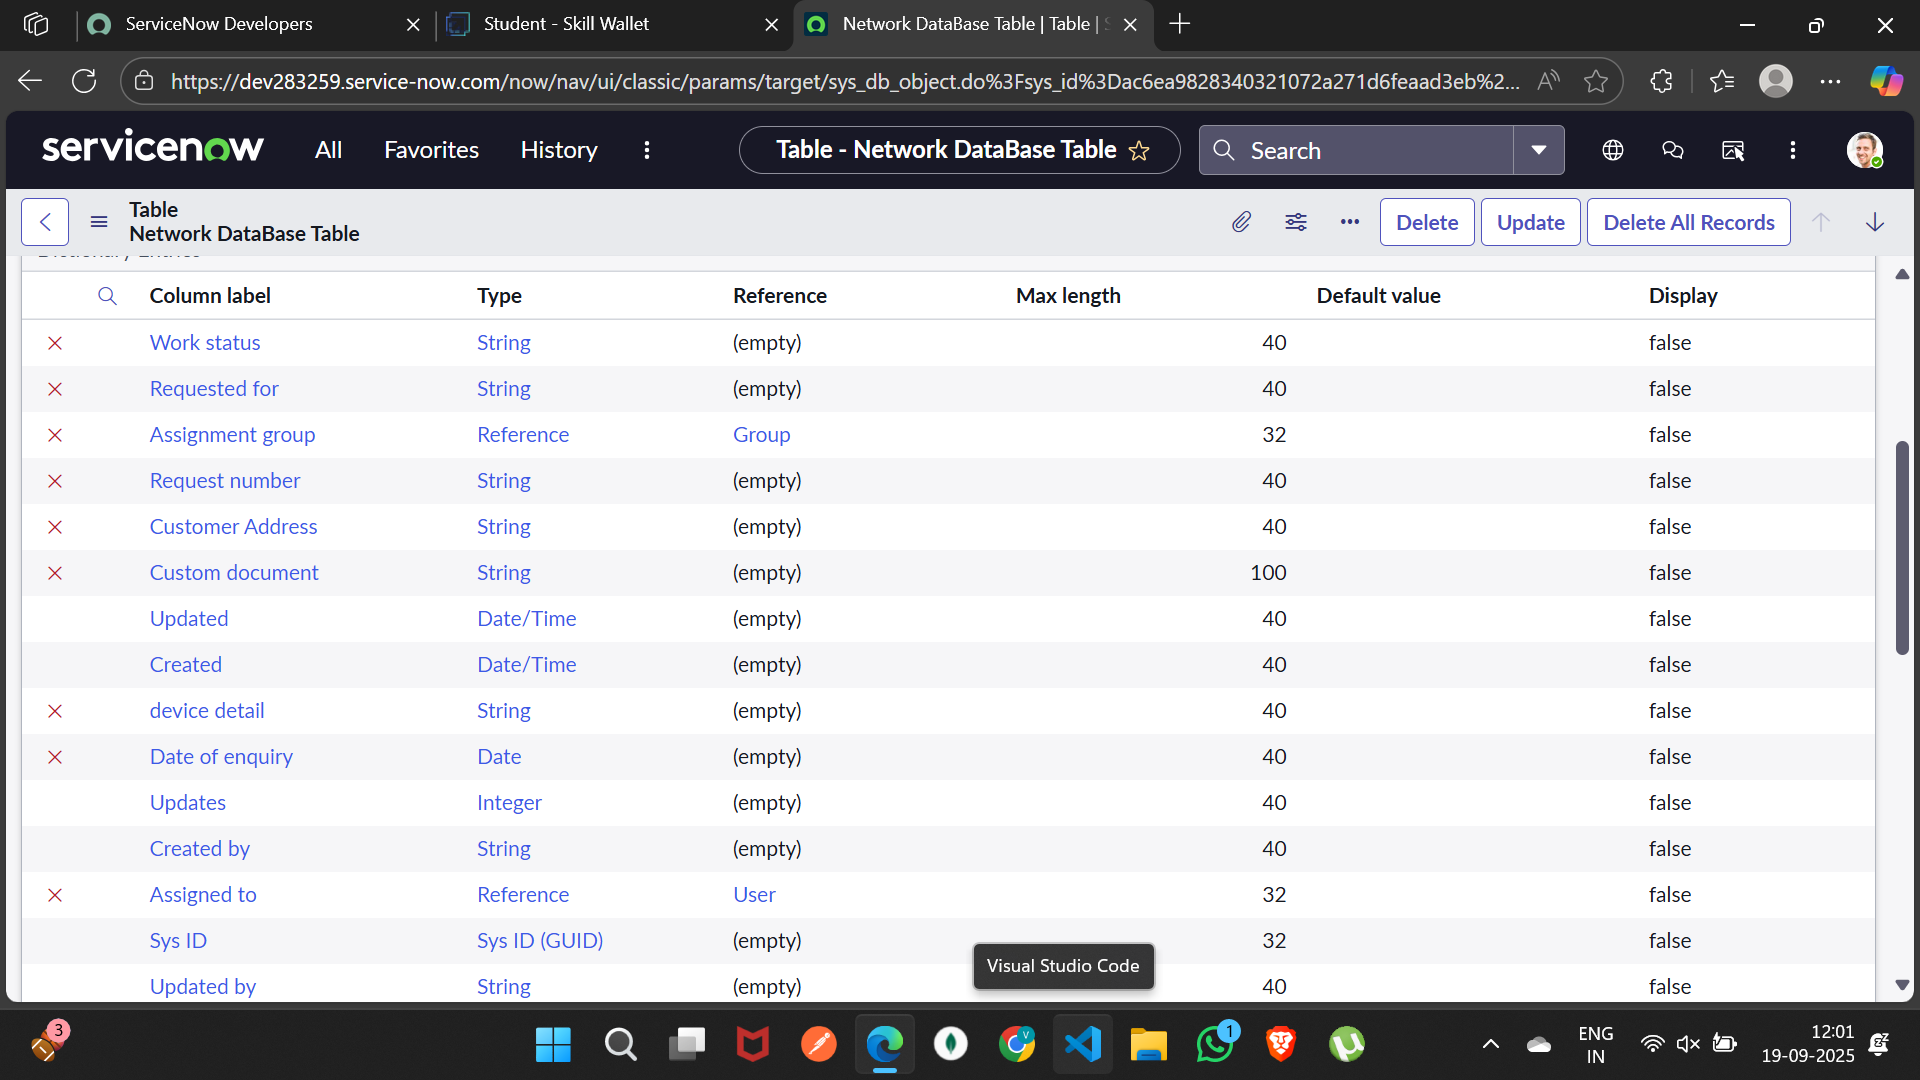 ServiceNow Developers
Student - Skill Wallet
Network DataBase Table | Table | S
https://dev283259.service-now.com/now/nav/ui/classic/params/target/sys_db_object.do%3Fsys_id%3Dac6ea9828340321072a271d6feaad3eb%2...
servicenow
All
Favorites
History
Table - Network DataBase Table
Search
Table
Network DataBase Table
Delete
Update
Delete All Records
Dictionary Entries
Column label Type Reference Max length Default value Display
Work status String (empty) 40 false
Requested for String (empty) 40 false
Assignment group Reference Group 32 false
Request number String (empty) 40 false
Customer Address String (empty) 40 false
Custom document String (empty) 100 false
Updated Date/Time (empty) 40 false
Created Date/Time (empty) 40 false
device detail String (empty) 40 false
Date of enquiry Date (empty) 40 false
Updates Integer (empty) 40 false
Created by String (empty) 40 false
Assigned to Reference User 32 false
Sys ID Sys ID (GUID) (empty) 32 false
Updated by String (empty) 40 false
Visual Studio Code
3
V
1
ENG
IN
12:01
19-09-2025